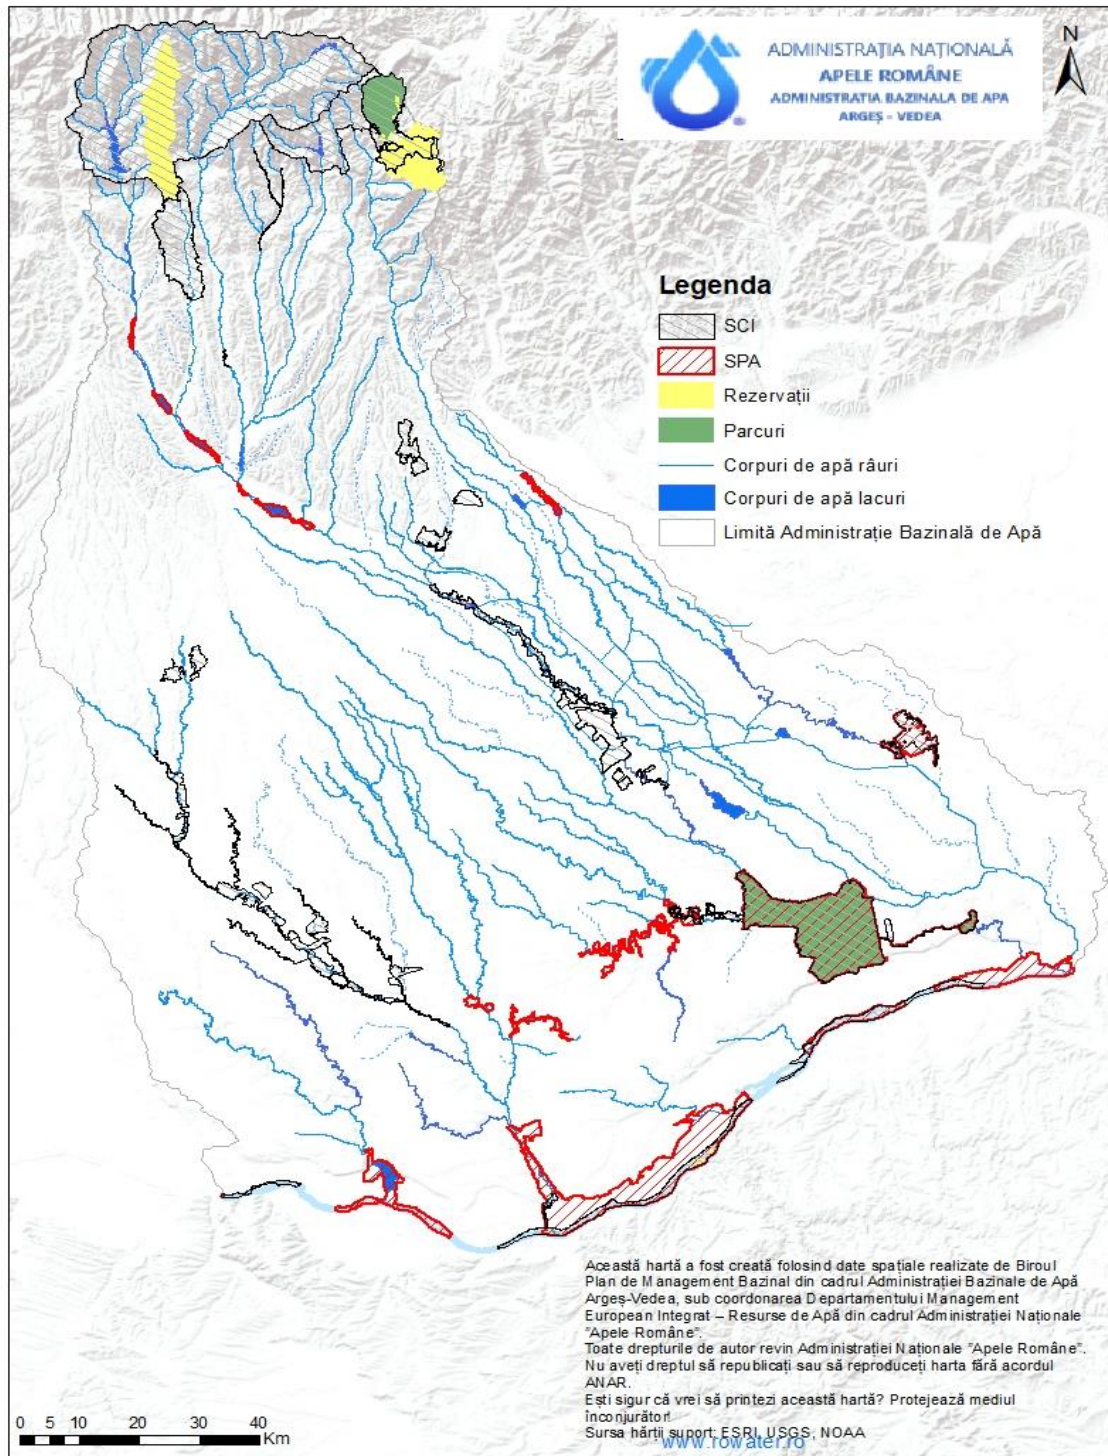 ADMINISTRAȚIA NAȚIONALĂ
APELE ROMÂNE
ADMINISTRATIA BAZINALA DE APA
ARGEȘ - VEDEA
N
Legenda
SCI
SPA
Rezervații
Parcuri
Corpuri de apă râuri
Corpuri de apă lacuri
Limită Administrație Bazinală de Apă
Această hartă a fost creată folosind date spațiale realizate de Biroul
Plan de Management Bazinal din cadrul Administrației Bazinale de Apă
Argeș-Vedea, sub coordonarea Departamentului Management
European Integrat – Resurse de Apă din cadrul Administrației Naționale
"Apele Române".
Toate drepturile de autor revin Administrației Naționale "Apele Române".
Nu aveți dreptul să republicați sau să reproduceți harta fără acordul
ANAR.
Ești sigur că vrei să printezi această hartă? Protejează mediul
înconjurător!
Sursa hărții suport: ESRI, USGS, NOAA
www.rowater.ro
0 5 10 20 30 40
Km